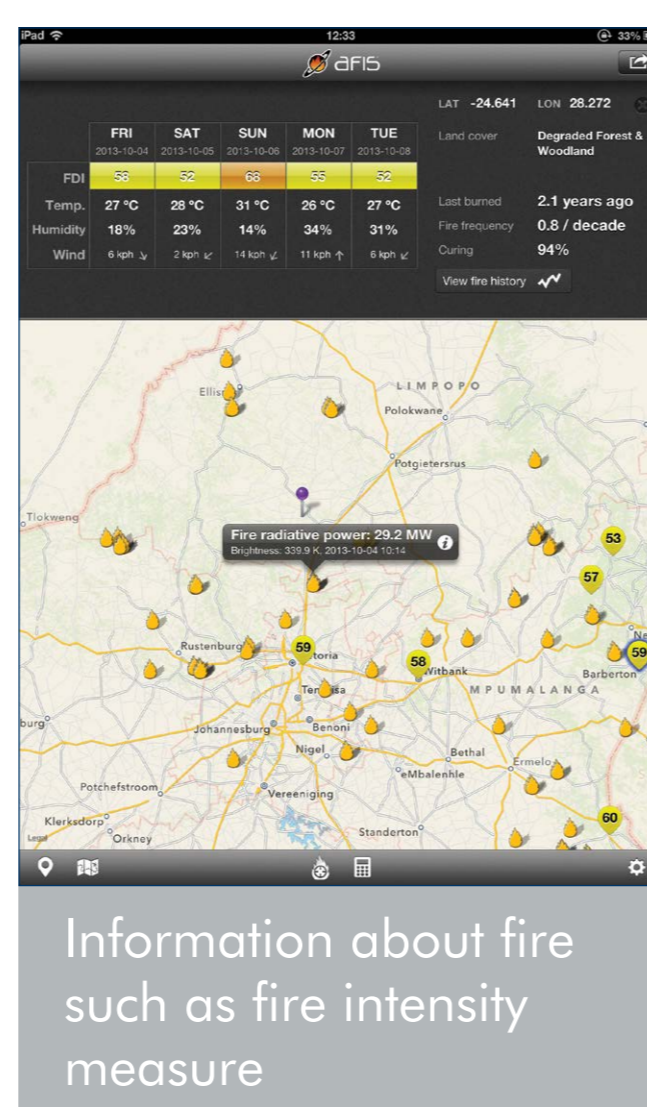 iPad 12:33 33%
AFIS
LAT -24.641 LON 28.272
FRI SAT SUN MON TUE
2013-10-04 2013-10-05 2013-10-06 2013-10-07 2013-10-08
Land cover Degraded Forest & Woodland
FDI 58 52 68 55 52
Temp. 27 °C 28 °C 31 °C 26 °C 27 °C
Humidity 18% 23% 14% 34% 31%
Wind 6 kph 2 kph 14 kph 11 kph 6 kph
Last burned 2.1 years ago
Fire frequency 0.8 / decade
Curing 94%
View fire history
LIMPOPO
Ellis
Polokwane
Potgietersrus
Tlokweng
Fire radiative power: 29.2 MW
Brightness: 339.9 K, 2013-10-04 10:14
53
57
Rustenburg
59 toria
58
Witbank
59
Barberton
MPUMALANGA
Tem isa
burg
Johannesburg
Benoni
Nigel
Bethal
Ermelo
eMbalenhle
Potchefstroom
Vereeniging
Klerksdorp
60
Standerton
Legal
Orkney
Information about fire
such as fire intensity
measure